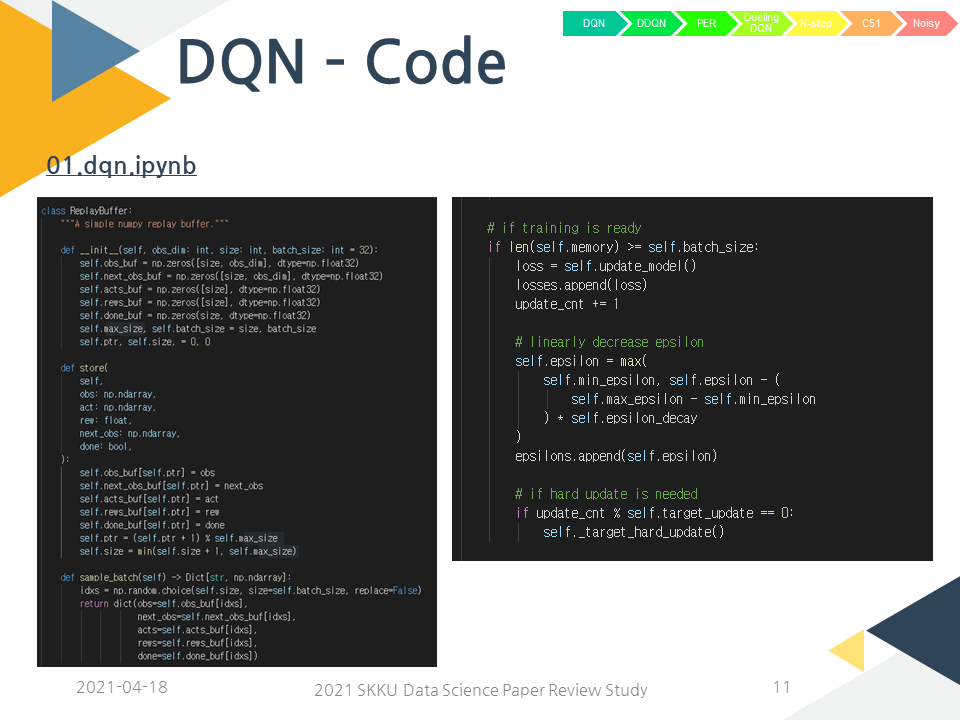 DQN
DDQN
PER
Dueling
DQN
N-step
C51
Noisy
DQN - Code
01.dqn.ipynb
class ReplayBuffer:
    """A simple numpy replay buffer."""
    def __init__(self, obs_dim: int, size: int, batch_size: int = 32):
        self.obs_buf = np.zeros([size, obs_dim], dtype=np.float32)
        self.next_obs_buf = np.zeros([size, obs_dim], dtype=np.float32)
        self.acts_buf = np.zeros([size], dtype=np.float32)
        self.rews_buf = np.zeros([size], dtype=np.float32)
        self.done_buf = np.zeros(size, dtype=np.float32)
        self.max_size, self.batch_size = size, batch_size
        self.ptr, self.size, = 0, 0
    def store(
        self,
        obs: np.ndarray,
        act: np.ndarray,
        rew: float,
        next_obs: np.ndarray,
        done: bool,
    ):
        self.obs_buf[self.ptr] = obs
        self.next_obs_buf[self.ptr] = next_obs
        self.acts_buf[self.ptr] = act
        self.rews_buf[self.ptr] = rew
        self.done_buf[self.ptr] = done
        self.ptr = (self.ptr + 1) % self.max_size
        self.size = min(self.size + 1, self.max_size)
    def sample_batch(self) -> Dict[str, np.ndarray]:
        idxs = np.random.choice(self.size, size=self.batch_size, replace=False)
        return dict(obs=self.obs_buf[idxs],
                    next_obs=self.next_obs_buf[idxs],
                    acts=self.acts_buf[idxs],
                    rews=self.rews_buf[idxs],
                    done=self.done_buf[idxs])
# if training is ready
if len(self.memory) >= self.batch_size:
    loss = self.update_model()
    losses.append(loss)
    update_cnt += 1
    # linearly decrease epsilon
    self.epsilon = max(
        self.min_epsilon, self.epsilon - (
            self.max_epsilon - self.min_epsilon
        ) * self.epsilon_decay
    )
    epsilons.append(self.epsilon)
    # if hard update is needed
    if update_cnt % self.target_update == 0:
        self._target_hard_update()
2021-04-18
2021 SKKU Data Science Paper Review Study
11